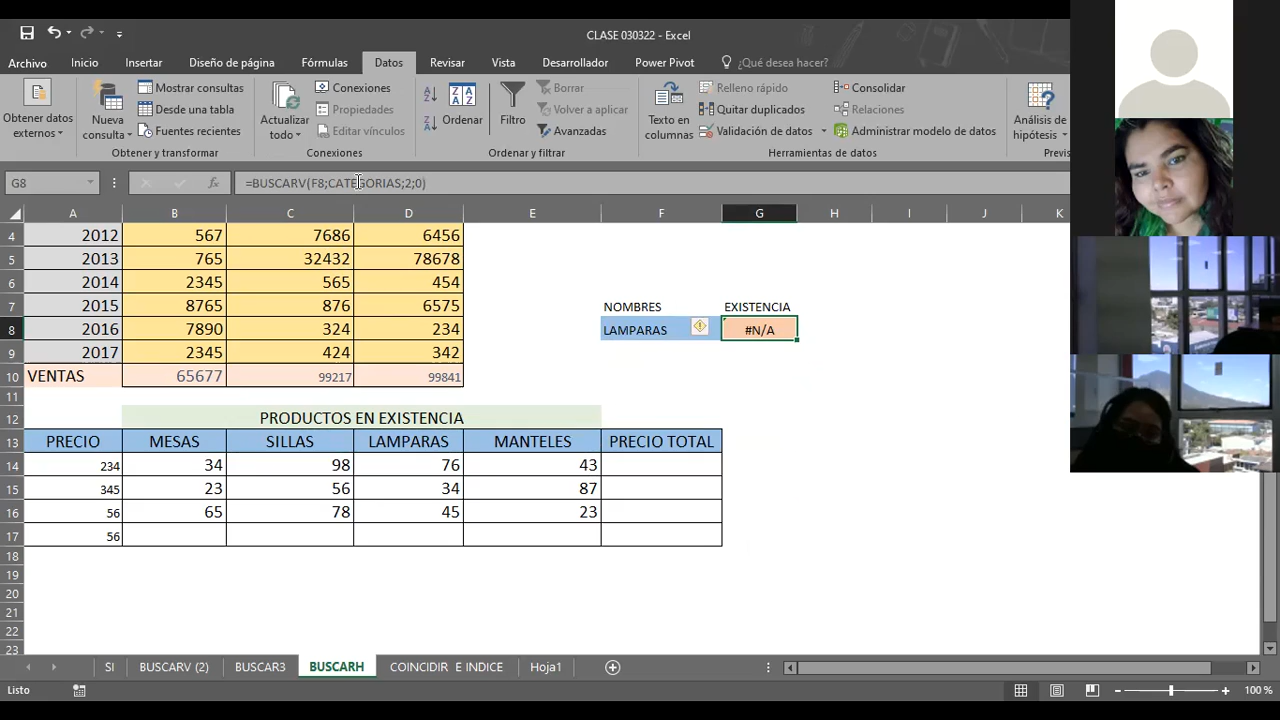 CLASE 030322 - Excel
Archivo Inicio Insertar Diseño de página Fórmulas Datos Revisar Vista Desarrollador Power Pivot ¿Qué desea hacer?
Obtener datos externos
Nueva consulta
Mostrar consultas
Desde una tabla
Fuentes recientes
Obtener y transformar
Actualizar todo
Conexiones
Propiedades
Editar vínculos
Conexiones
Ordenar
Filtro
Borrar
Volver a aplicar
Avanzadas
Ordenar y filtrar
Texto en columnas
Relleno rápido
Quitar duplicados
Validación de datos
Consolidar
Relaciones
Administrar modelo de datos
Herramientas de datos
Análisis de hipótesis
Previs
G8 fx =BUSCARV(F8;CATEGORIAS;2;0)
A B C D E F G H I J K
4 2012 567 7686 6456
5 2013 765 32432 78678
6 2014 2345 565 454
7 2015 8765 876 6575 NOMBRES EXISTENCIA
8 2016 7890 324 234 LAMPARAS #N/A
9 2017 2345 424 342
10 VENTAS 65677 99217 99841
11
12 PRODUCTOS EN EXISTENCIA
13 PRECIO MESAS SILLAS LAMPARAS MANTELES PRECIO TOTAL
14 234 34 98 76 43
15 345 23 56 34 87
16 56 65 78 45 23
17 56
18
19
20
21
22
23
SI BUSCARV (2) BUSCAR3 BUSCARH COINCIDIR E INDICE Hoja1
Listo 100 %